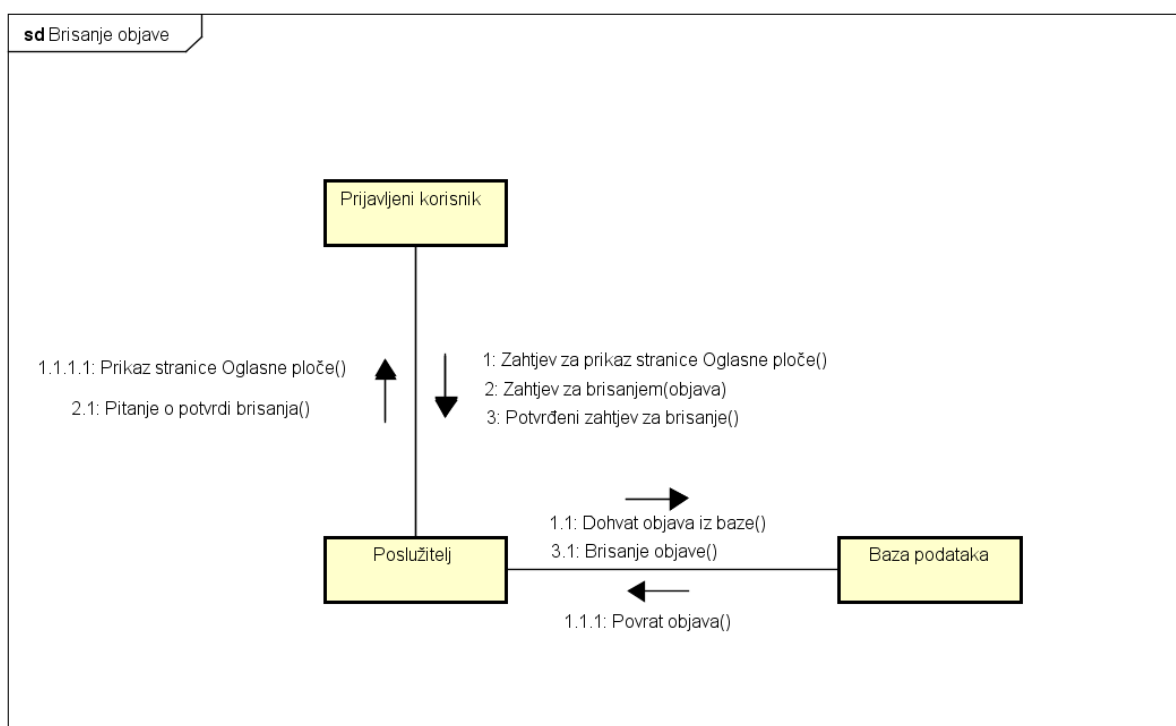 sd Brisanje objave
Prijavljeni korisnik
1.1.1.1: Prikaz stranice Oglasne ploče()
2.1: Pitanje o potvrdi brisanja()
1: Zahtjev za prikaz stranice Oglasne ploče()
2: Zahtjev za brisanjem(objava)
3: Potvrđeni zahtjev za brisanje()
1.1: Dohvat objava iz baze()
3.1: Brisanje objave()
Poslužitelj
Baza podataka
1.1.1: Povrat objava()